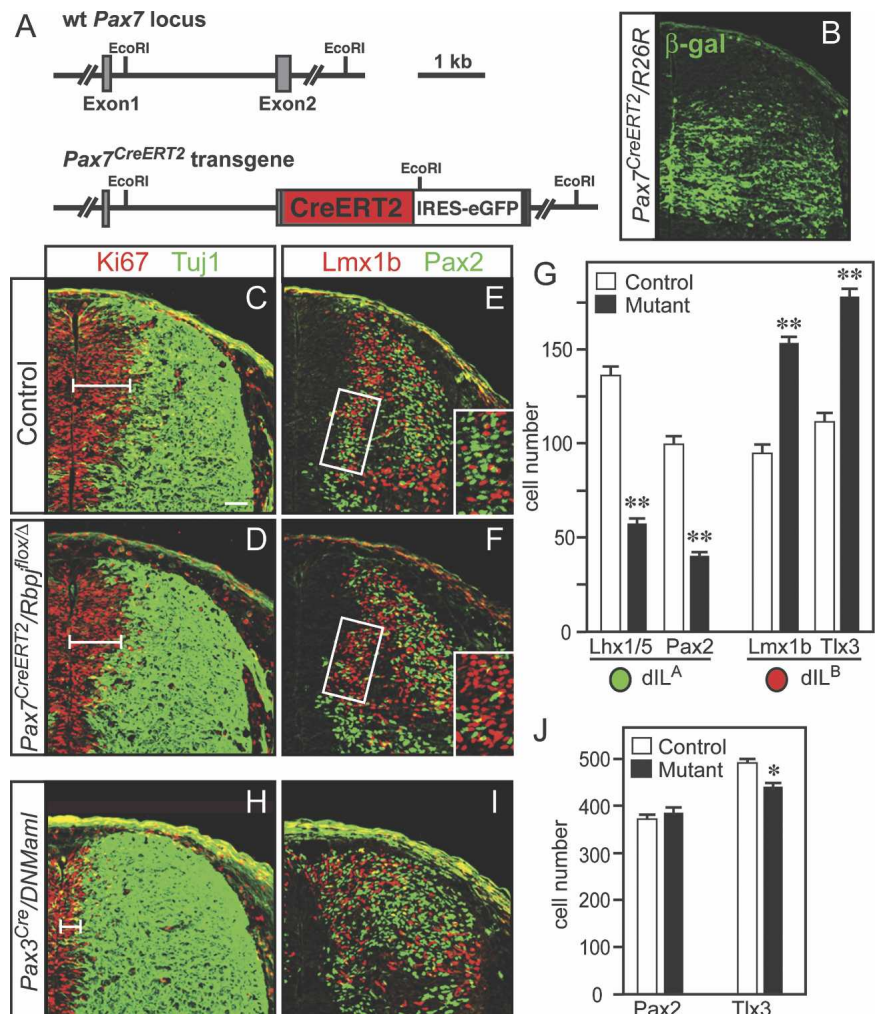 A
wt Pax7 locus
EcoRI
EcoRI
Exon1
Exon2
1 kb
Pax7CreERT2 transgene
EcoRI
EcoRI
EcoRI
CreERT2
IRES-eGFP
Pax7CreERT2/R26R
β-gal
B
Ki67 Tuj1
Lmx1b Pax2
Control
C
E
Pax7CreERT2/Rbpjflox/Δ
D
F
Pax3Cre/DNMamI
H
I
G
Control
Mutant
cell number
150
100
50
0
**
**
**
**
Lhx1/5 Pax2 Lmx1b Tlx3
dILA
dILB
J
Control
Mutant
cell number
500
400
300
200
100
0
*
Pax2 Tlx3